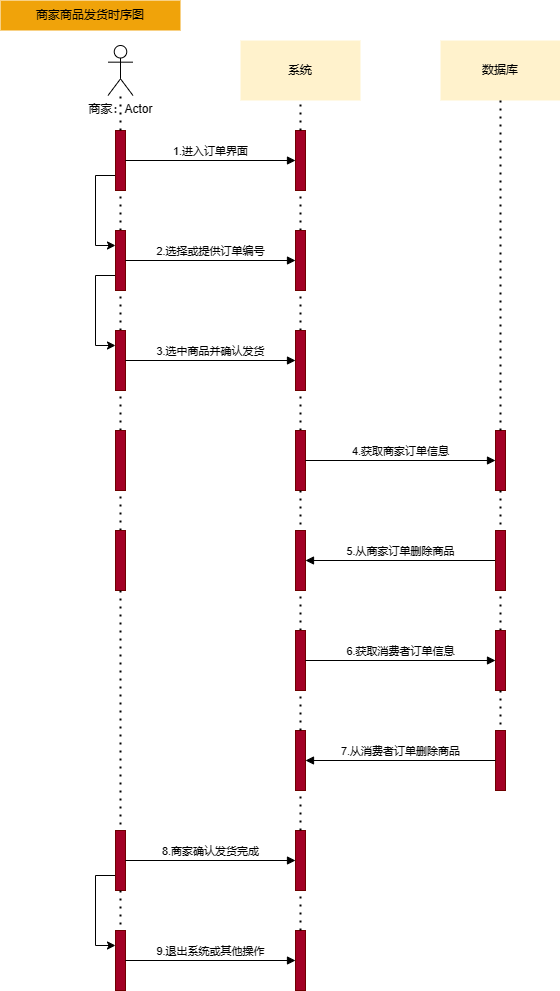 商家商品发货时序图
系统
数据库
商家：Actor
1.进入订单界面
2.选择或提供订单编号
3.选中商品并确认发货
4.获取商家订单信息
5.从商家订单删除商品
6.获取消费者订单信息
7.从消费者订单删除商品
8.商家确认发货完成
9.退出系统或其他操作